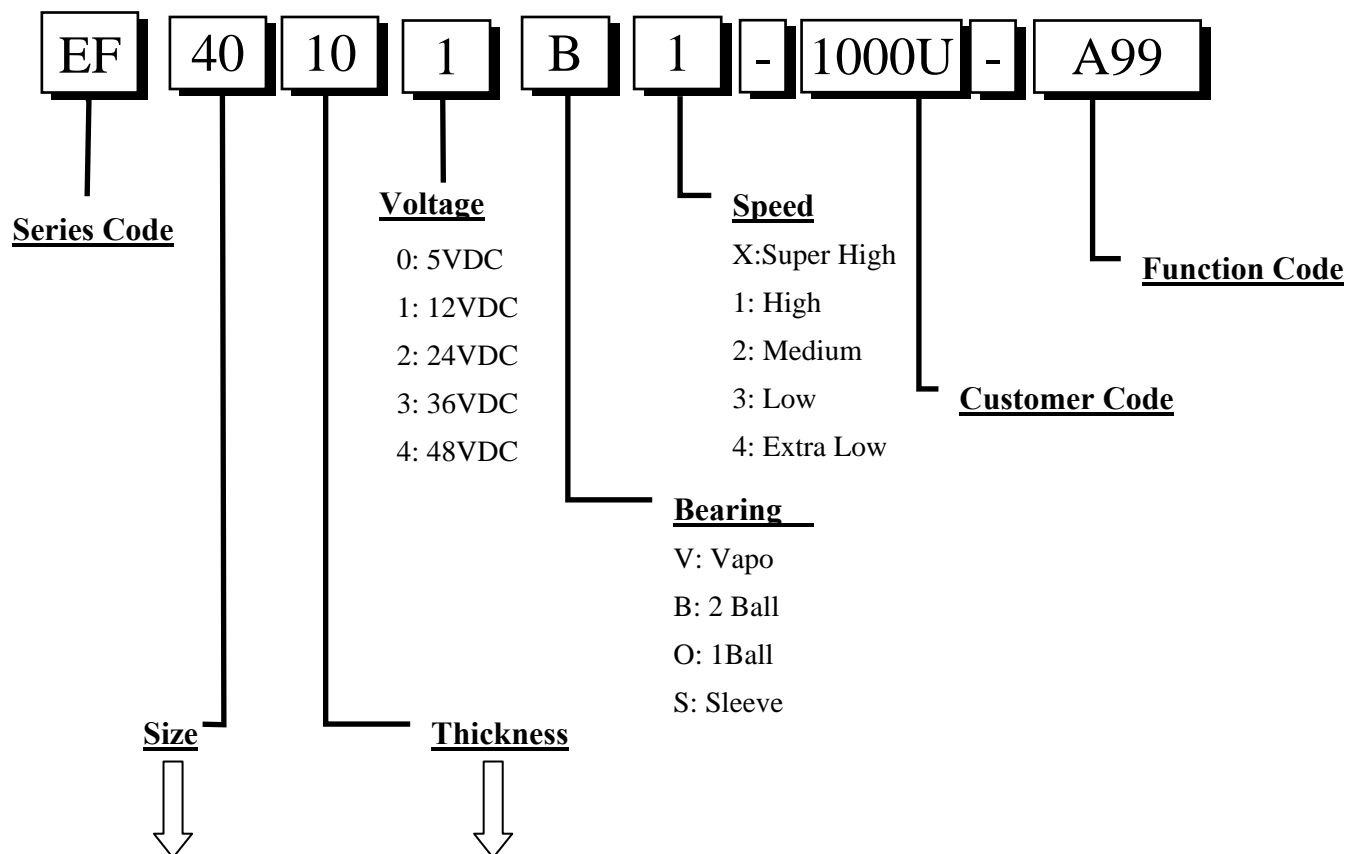 EF 40 10 1 B 1 - 1000U - A99
Series Code
Voltage
0: 5VDC
1: 12VDC
2: 24VDC
3: 36VDC
4: 48VDC
Speed
X:Super High
1: High
2: Medium
3: Low
4: Extra Low
Function Code
Customer Code
Bearing
V: Vapo
B: 2 Ball
O: 1Ball
S: Sleeve
Size
Thickness